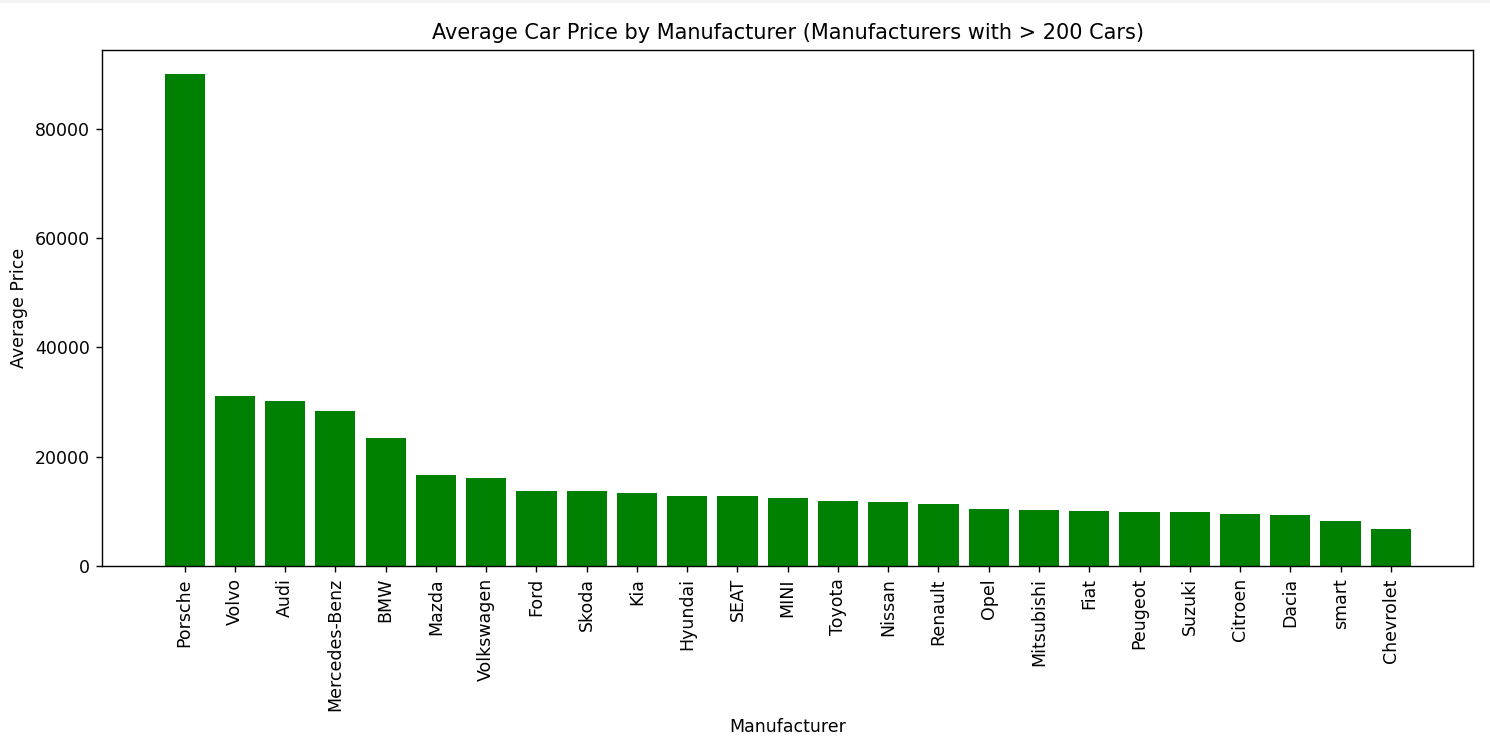 Average Car Price by Manufacturer (Manufacturers with > 200 Cars)
Average Price
80000
60000
40000
20000
0
Porsche
Volvo
Audi
Mercedes-Benz
BMW
Mazda
Volkswagen
Ford
Skoda
Kia
Hyundai
SEAT
MINI
Toyota
Nissan
Renault
Opel
Mitsubishi
Fiat
Peugeot
Suzuki
Citroen
Dacia
smart
Chevrolet
Manufacturer